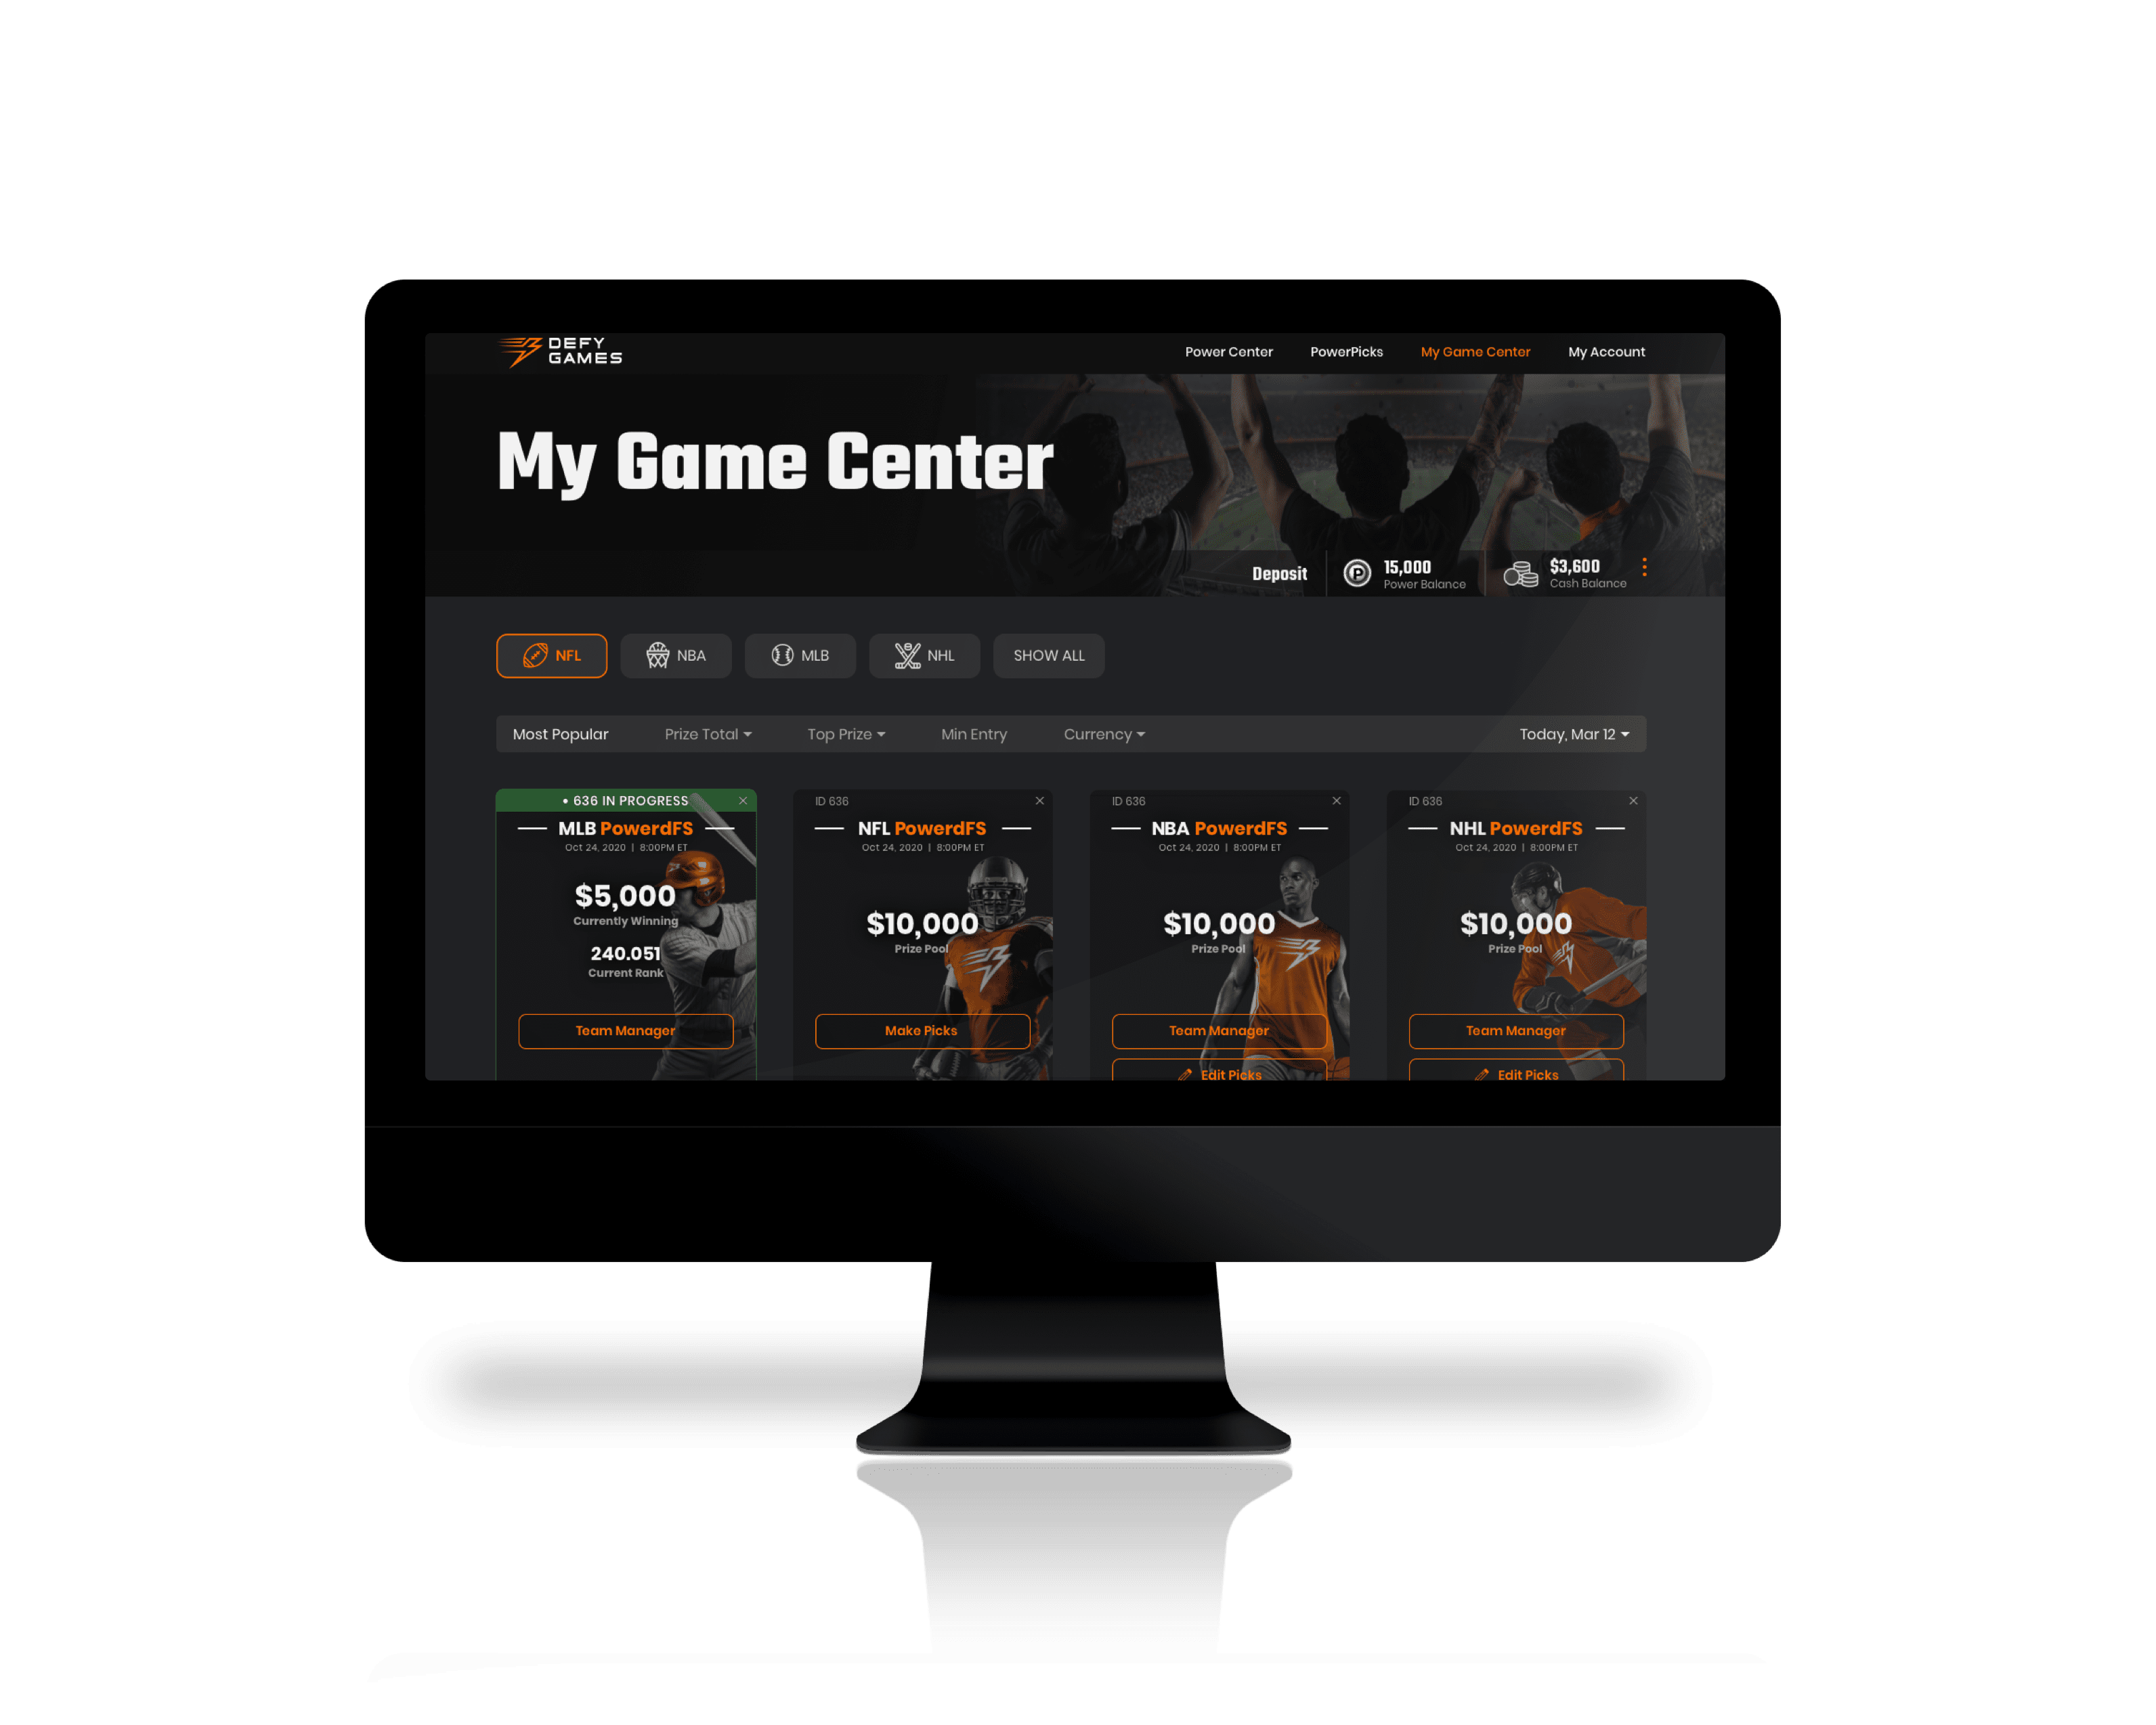 DEFY
GAMES
Power Center
PowerPicks
My Game Center
My Account
My Game Center
Deposit
P
15,000
Power Balance
$3,600
Cash Balance
NFL
NBA
MLB
NHL
SHOW ALL
Most Popular
Prize Total
Top Prize
Min Entry
Currency
Today, Mar 12
• 636 IN PROGRESS
MLB PowerdFS
Oct 24, 2020 | 8:00PM ET
$5,000
Currently Winning
240.051
Current Rank
Team Manager
ID 636
NFL PowerdFS
Oct 24, 2020 | 8:00PM ET
$10,000
Prize Pool
Make Picks
ID 636
NBA PowerdFS
Oct 24, 2020 | 8:00PM ET
$10,000
Prize Pool
Team Manager
Edit Picks
ID 636
NHL PowerdFS
Oct 24, 2020 | 8:00PM ET
$10,000
Prize Pool
Team Manager
Edit Picks